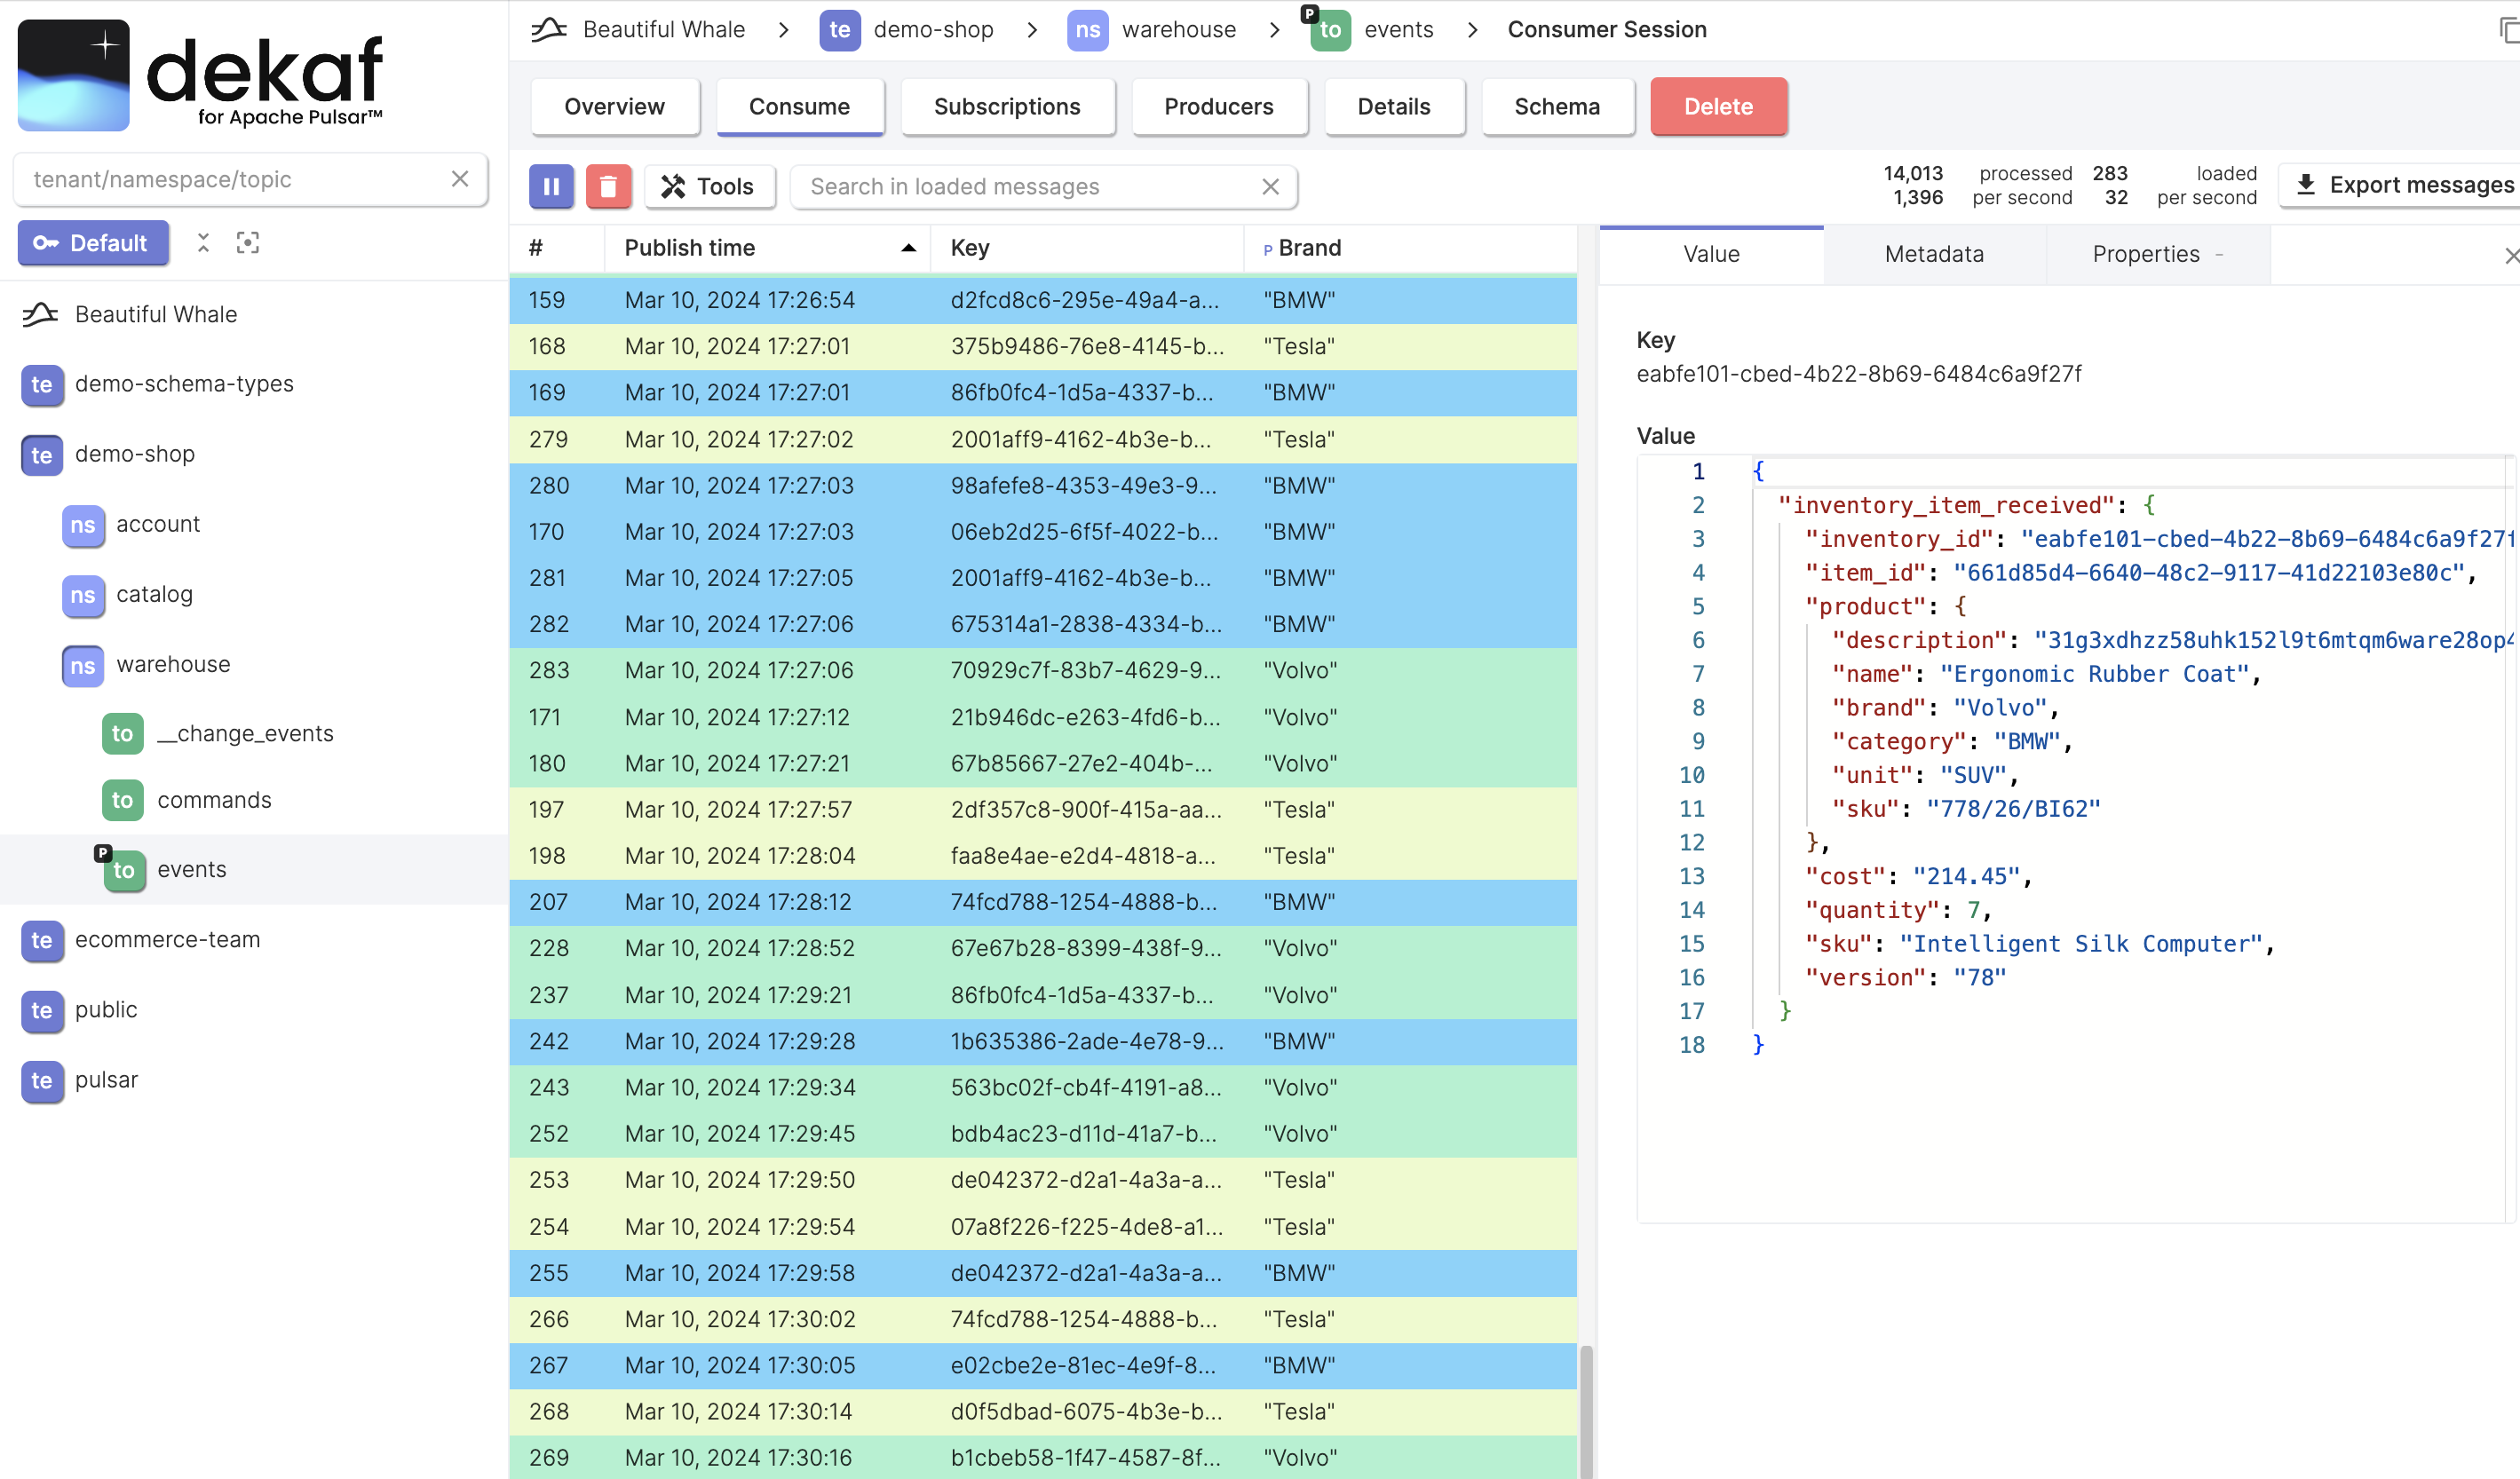 dekaf
for Apache Pulsar™
tenant/namespace/topic
Default
Beautiful Whale
te demo-schema-types
te demo-shop
ns account
ns catalog
ns warehouse
to __change_events
to commands
P
to events
te ecommerce-team
te public
te pulsar
Beautiful Whale > te demo-shop > ns warehouse > P to events > Consumer Session
Overview Consume Subscriptions Producers Details Schema Delete
Tools Search in loaded messages
14,013 processed 283 loaded
1,396 per second 32 per second
Export messages
# Publish time Key P Brand
159 Mar 10, 2024 17:26:54 d2fcd8c6-295e-49a4-a... "BMW"
168 Mar 10, 2024 17:27:01 375b9486-76e8-4145-b... "Tesla"
169 Mar 10, 2024 17:27:01 86fb0fc4-1d5a-4337-b... "BMW"
279 Mar 10, 2024 17:27:02 2001aff9-4162-4b3e-b... "Tesla"
280 Mar 10, 2024 17:27:03 98afefe8-4353-49e3-9... "BMW"
170 Mar 10, 2024 17:27:03 06eb2d25-6f5f-4022-b... "BMW"
281 Mar 10, 2024 17:27:05 2001aff9-4162-4b3e-b... "BMW"
282 Mar 10, 2024 17:27:06 675314a1-2838-4334-b... "BMW"
283 Mar 10, 2024 17:27:06 70929c7f-83b7-4629-9... "Volvo"
171 Mar 10, 2024 17:27:12 21b946dc-e263-4fd6-b... "Volvo"
180 Mar 10, 2024 17:27:21 67b85667-27e2-404b-... "Volvo"
197 Mar 10, 2024 17:27:57 2df357c8-900f-415a-aa... "Tesla"
198 Mar 10, 2024 17:28:04 faa8e4ae-e2d4-4818-a... "Tesla"
207 Mar 10, 2024 17:28:12 74fcd788-1254-4888-b... "BMW"
228 Mar 10, 2024 17:28:52 67e67b28-8399-438f-9... "Volvo"
237 Mar 10, 2024 17:29:21 86fb0fc4-1d5a-4337-b... "Volvo"
242 Mar 10, 2024 17:29:28 1b635386-2ade-4e78-9... "BMW"
243 Mar 10, 2024 17:29:34 563bc02f-cb4f-4191-a8... "Volvo"
252 Mar 10, 2024 17:29:45 bdb4ac23-d11d-41a7-b... "Volvo"
253 Mar 10, 2024 17:29:50 de042372-d2a1-4a3a-a... "Tesla"
254 Mar 10, 2024 17:29:54 07a8f226-f225-4de8-a1... "Tesla"
255 Mar 10, 2024 17:29:58 de042372-d2a1-4a3a-a... "BMW"
266 Mar 10, 2024 17:30:02 74fcd788-1254-4888-b... "Tesla"
267 Mar 10, 2024 17:30:05 e02cbe2e-81ec-4e9f-8... "BMW"
268 Mar 10, 2024 17:30:14 d0f5dbad-6075-4b3e-b... "Tesla"
269 Mar 10, 2024 17:30:16 b1cbeb58-1f47-4587-8f... "Volvo"
Value Metadata Properties -
Key
eabfe101-cbed-4b22-8b69-6484c6a9f27f
Value
1 {
2 "inventory_item_received": {
3 "inventory_id": "eabfe101-cbed-4b22-8b69-6484c6a9f27f
4 "item_id": "661d85d4-6640-48c2-9117-41d22103e80c",
5 "product": {
6 "description": "31g3xdhzz58uhk152l9t6mtqm6ware28op4
7 "name": "Ergonomic Rubber Coat",
8 "brand": "Volvo",
9 "category": "BMW",
10 "unit": "SUV",
11 "sku": "778/26/BI62"
12 },
13 "cost": "214.45",
14 "quantity": 7,
15 "sku": "Intelligent Silk Computer",
16 "version": "78"
17 }
18 }